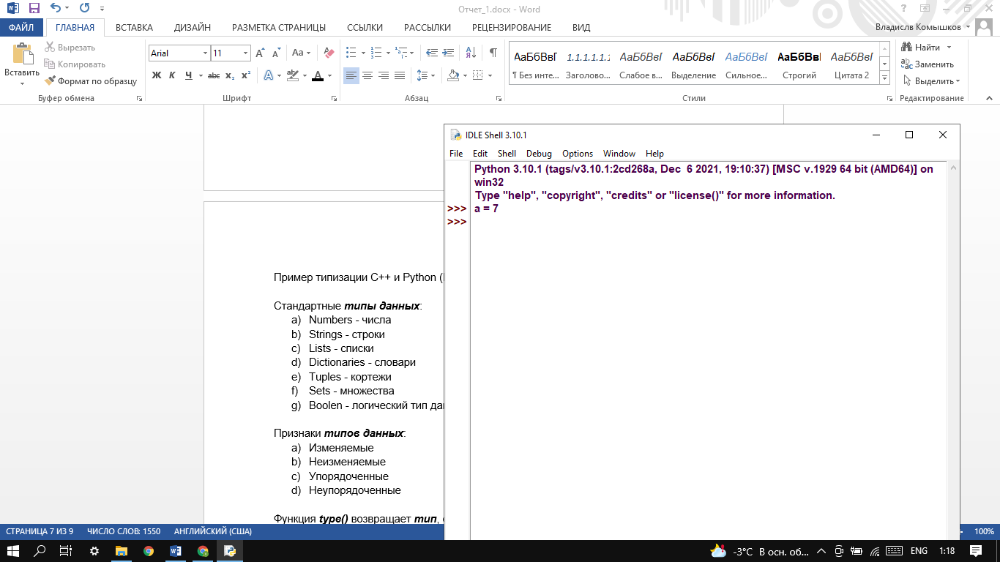 Отчет_1.docx - Word
ФАЙЛ ГЛАВНАЯ ВСТАВКА ДИЗАЙН РАЗМЕТКА СТРАНИЦЫ ССЫЛКИ РАССЫЛКИ РЕЦЕНЗИРОВАНИЕ ВИД Владислв Комышков
Вставить
Вырезать
Копировать
Формат по образцу
Буфер обмена
Arial 11
Ж К Ч abc x₂ x²
Шрифт
Абзац
АаБбВвГ 1.1.1.1.1.1 АаБбВвГ АаБбВвГ АаБбВвГ АаБбВвІ АаБбВвГ
¶ Без инте... Заголово... Слабое в... Выделение Сильное... Строгий Цитата 2
Стили
Найти
Заменить
Выделить
Редактирование
IDLE Shell 3.10.1
File Edit Shell Debug Options Window Help
Python 3.10.1 (tags/v3.10.1:2cd268a, Dec 6 2021, 19:10:37) [MSC v.1929 64 bit (AMD64)] on
win32
Type "help", "copyright", "credits" or "license()" for more information.
>>> a = 7
>>>
Пример типизации C++ и Python (
Стандартные типы данных:
a) Numbers - числа
b) Strings - строки
c) Lists - списки
d) Dictionaries - словари
e) Tuples - кортежи
f) Sets - множества
g) Boolen - логический тип да
Признаки типов данных:
a) Изменяемые
b) Неизменяемые
c) Упорядоченные
d) Неупорядоченные
Функция type() возвращает тип,
СТРАНИЦА 7 ИЗ 9 ЧИСЛО СЛОВ: 1550 АНГЛИЙСКИЙ (США) 100%
-3°C В осн. об... ENG 1:18